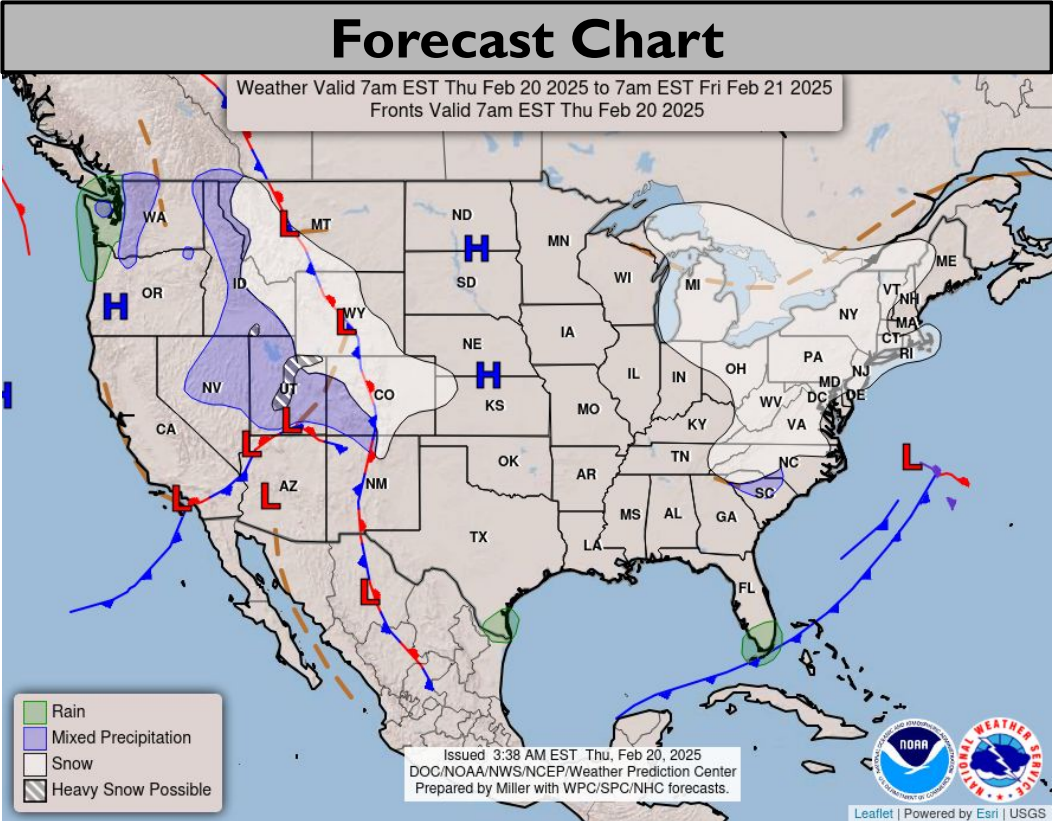 Forecast Chart
Weather Valid 7am EST Thu Feb 20 2025 to 7am EST Fri Feb 21 2025
Fronts Valid 7am EST Thu Feb 20 2025
WA
L
MT
ND
H
MN
ME
H
OR
ID
SD
WI
MI
VT
NH
L
WY
NY
MA
CT
RI
NE
IA
PA
H
NV
UT
CO
H
KS
IL
IN
OH
NJ
MD
DE
DC
MO
WV
VA
KY
CA
L
L
OK
TN
NC
L
AR
SC
L
L
AZ
NM
MS
AL
GA
TX
LA
L
FL
Rain
Mixed Precipitation
Snow
Heavy Snow Possible
Issued 3:38 AM EST Thu, Feb 20, 2025
DOC/NOAA/NWS/NCEP/Weather Prediction Center
Prepared by Miller with WPC/SPC/NHC forecasts.
NOAA
NATIONAL WEATHER SERVICE
Leaflet | Powered by Esri | USGS